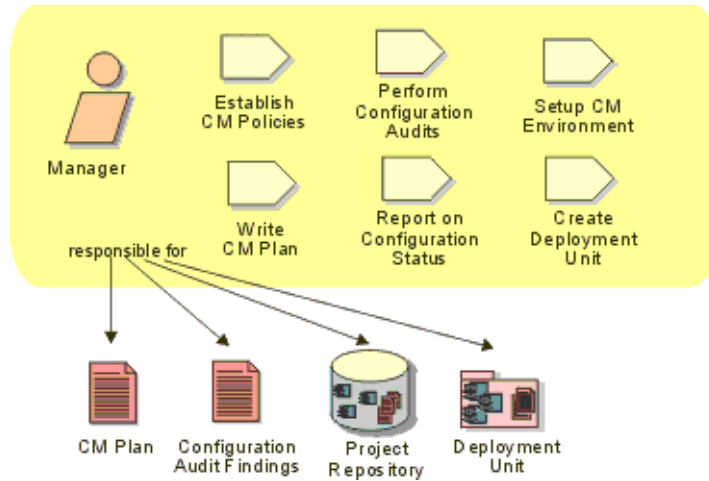 Manager
Establish
CM Policies
Perform
Configuration
Audits
Setup CM
Environment
Write
CM Plan
Report on
Configuration
Status
Create
Deployment
Unit
responsible for
CM Plan
Configuration
Audit Findings
Project
Repository
Deployment
Unit